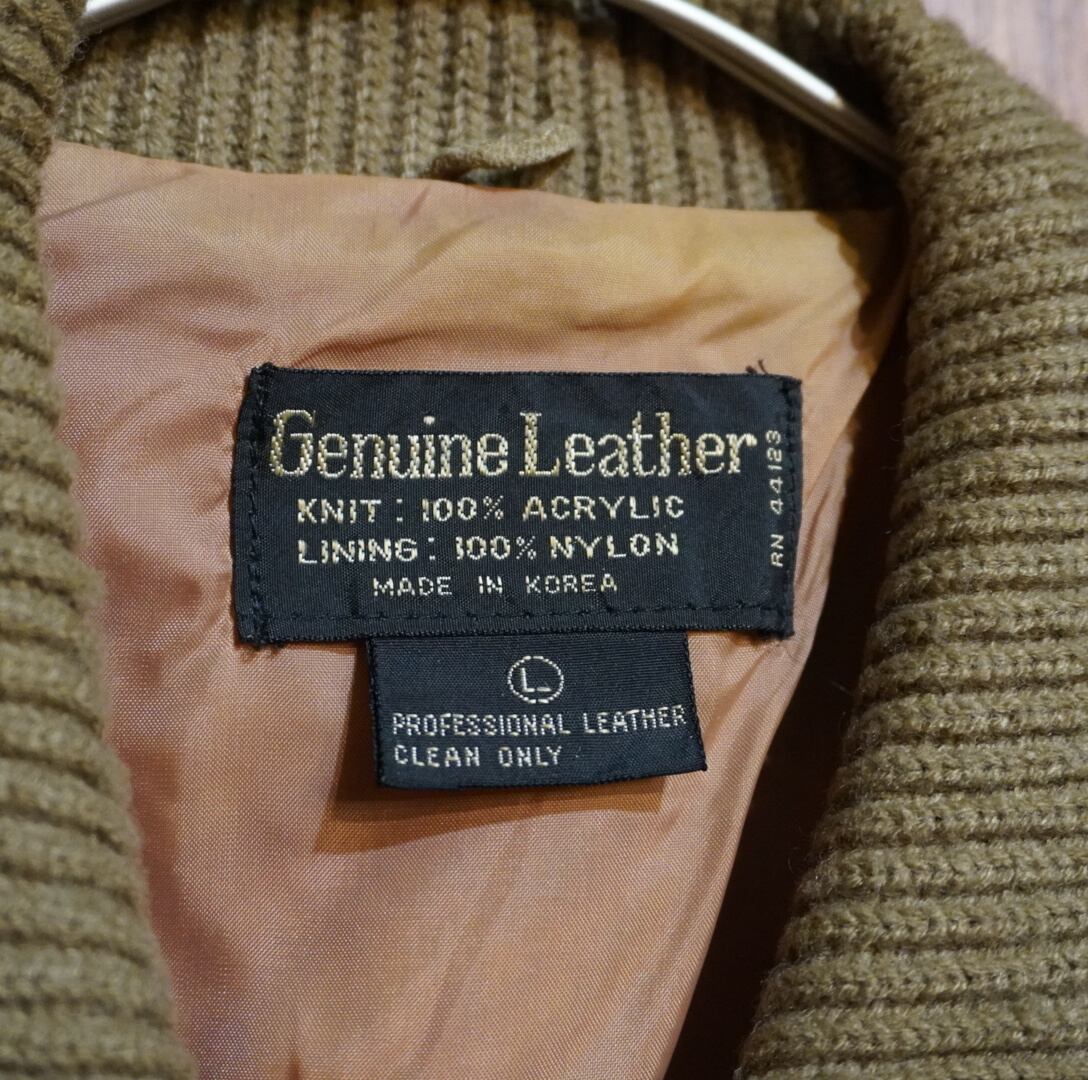 Genuine Leather
KNIT: 100% ACRYLIC
LINING: 100% NYLON
MADE IN KOREA
RN 44123
L
PROFESSIONAL LEATHER
CLEAN ONLY